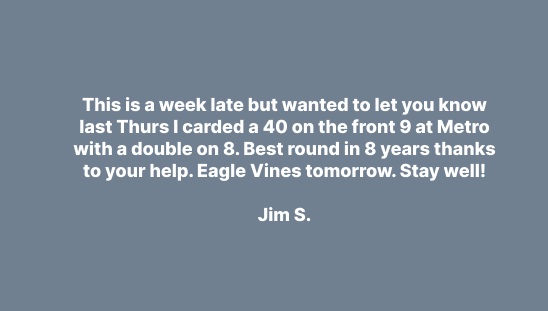 This is a week late but wanted to let you know
last Thurs I carded a 40 on the front 9 at Metro
with a double on 8. Best round in 8 years thanks
to your help. Eagle Vines tomorrow. Stay well!
Jim S.